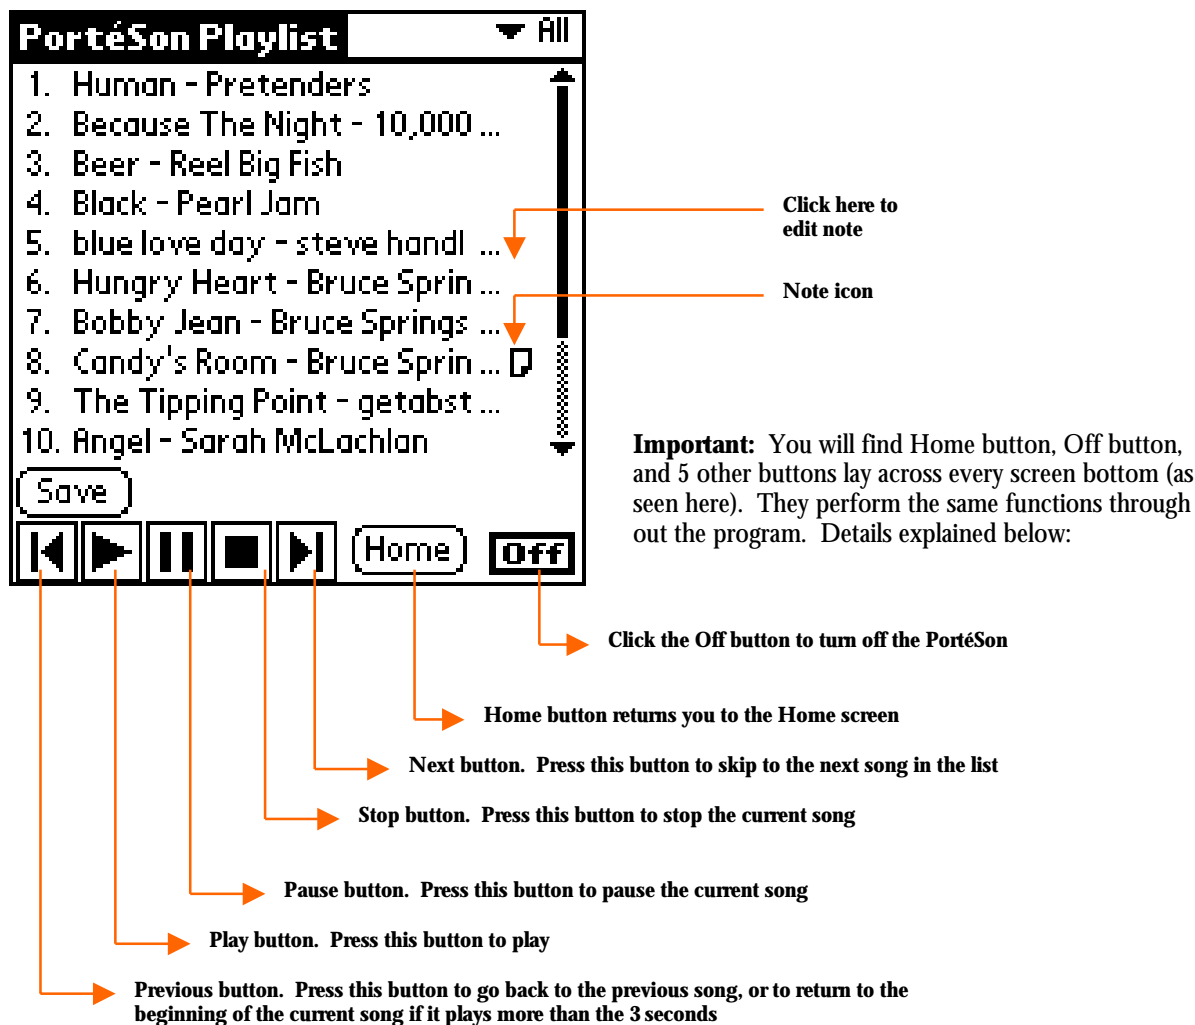 PortéSon Playlist
All
1. Human - Pretenders
2. Because The Night - 10,000 ...
3. Beer - Reel Big Fish
4. Black - Pearl Jam
5. blue love day - steve handl ...
6. Hungry Heart - Bruce Sprin ...
7. Bobby Jean - Bruce Springs ...
8. Candy's Room - Bruce Sprin ...
9. The Tipping Point - getabst ...
10. Angel - Sarah McLachlan
Save
Home
Off
Click here to
edit note
Note icon
Important: You will find Home button, Off button,
and 5 other buttons lay across every screen bottom (as
seen here). They perform the same functions through
out the program. Details explained below:
Click the Off button to turn off the PortéSon
Home button returns you to the Home screen
Next button. Press this button to skip to the next song in the list
Stop button. Press this button to stop the current song
Pause button. Press this button to pause the current song
Play button. Press this button to play
Previous button. Press this button to go back to the previous song, or to return to the
beginning of the current song if it plays more than the 3 seconds